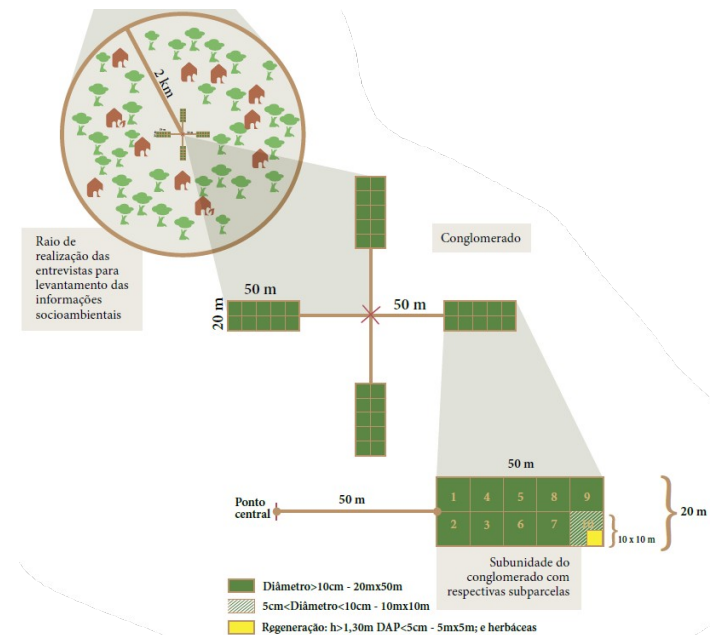 2 km
Raio de
realização das
entrevistas para
levantamento das
informações
socioambientais
Conglomerado
50 m
20 m
50 m
50 m
Ponto
central
50 m
1 4 5 8 9
2 3 6 7 10
20 m
10 x 10 m
Subunidade do
conglomerado com
respectivas subparcelas
Diâmetro>10cm - 20mx50m
5cm<Diâmetro<10cm - 10mx10m
Regeneração: h>1,30m DAP<5cm - 5mx5m; e herbáceas